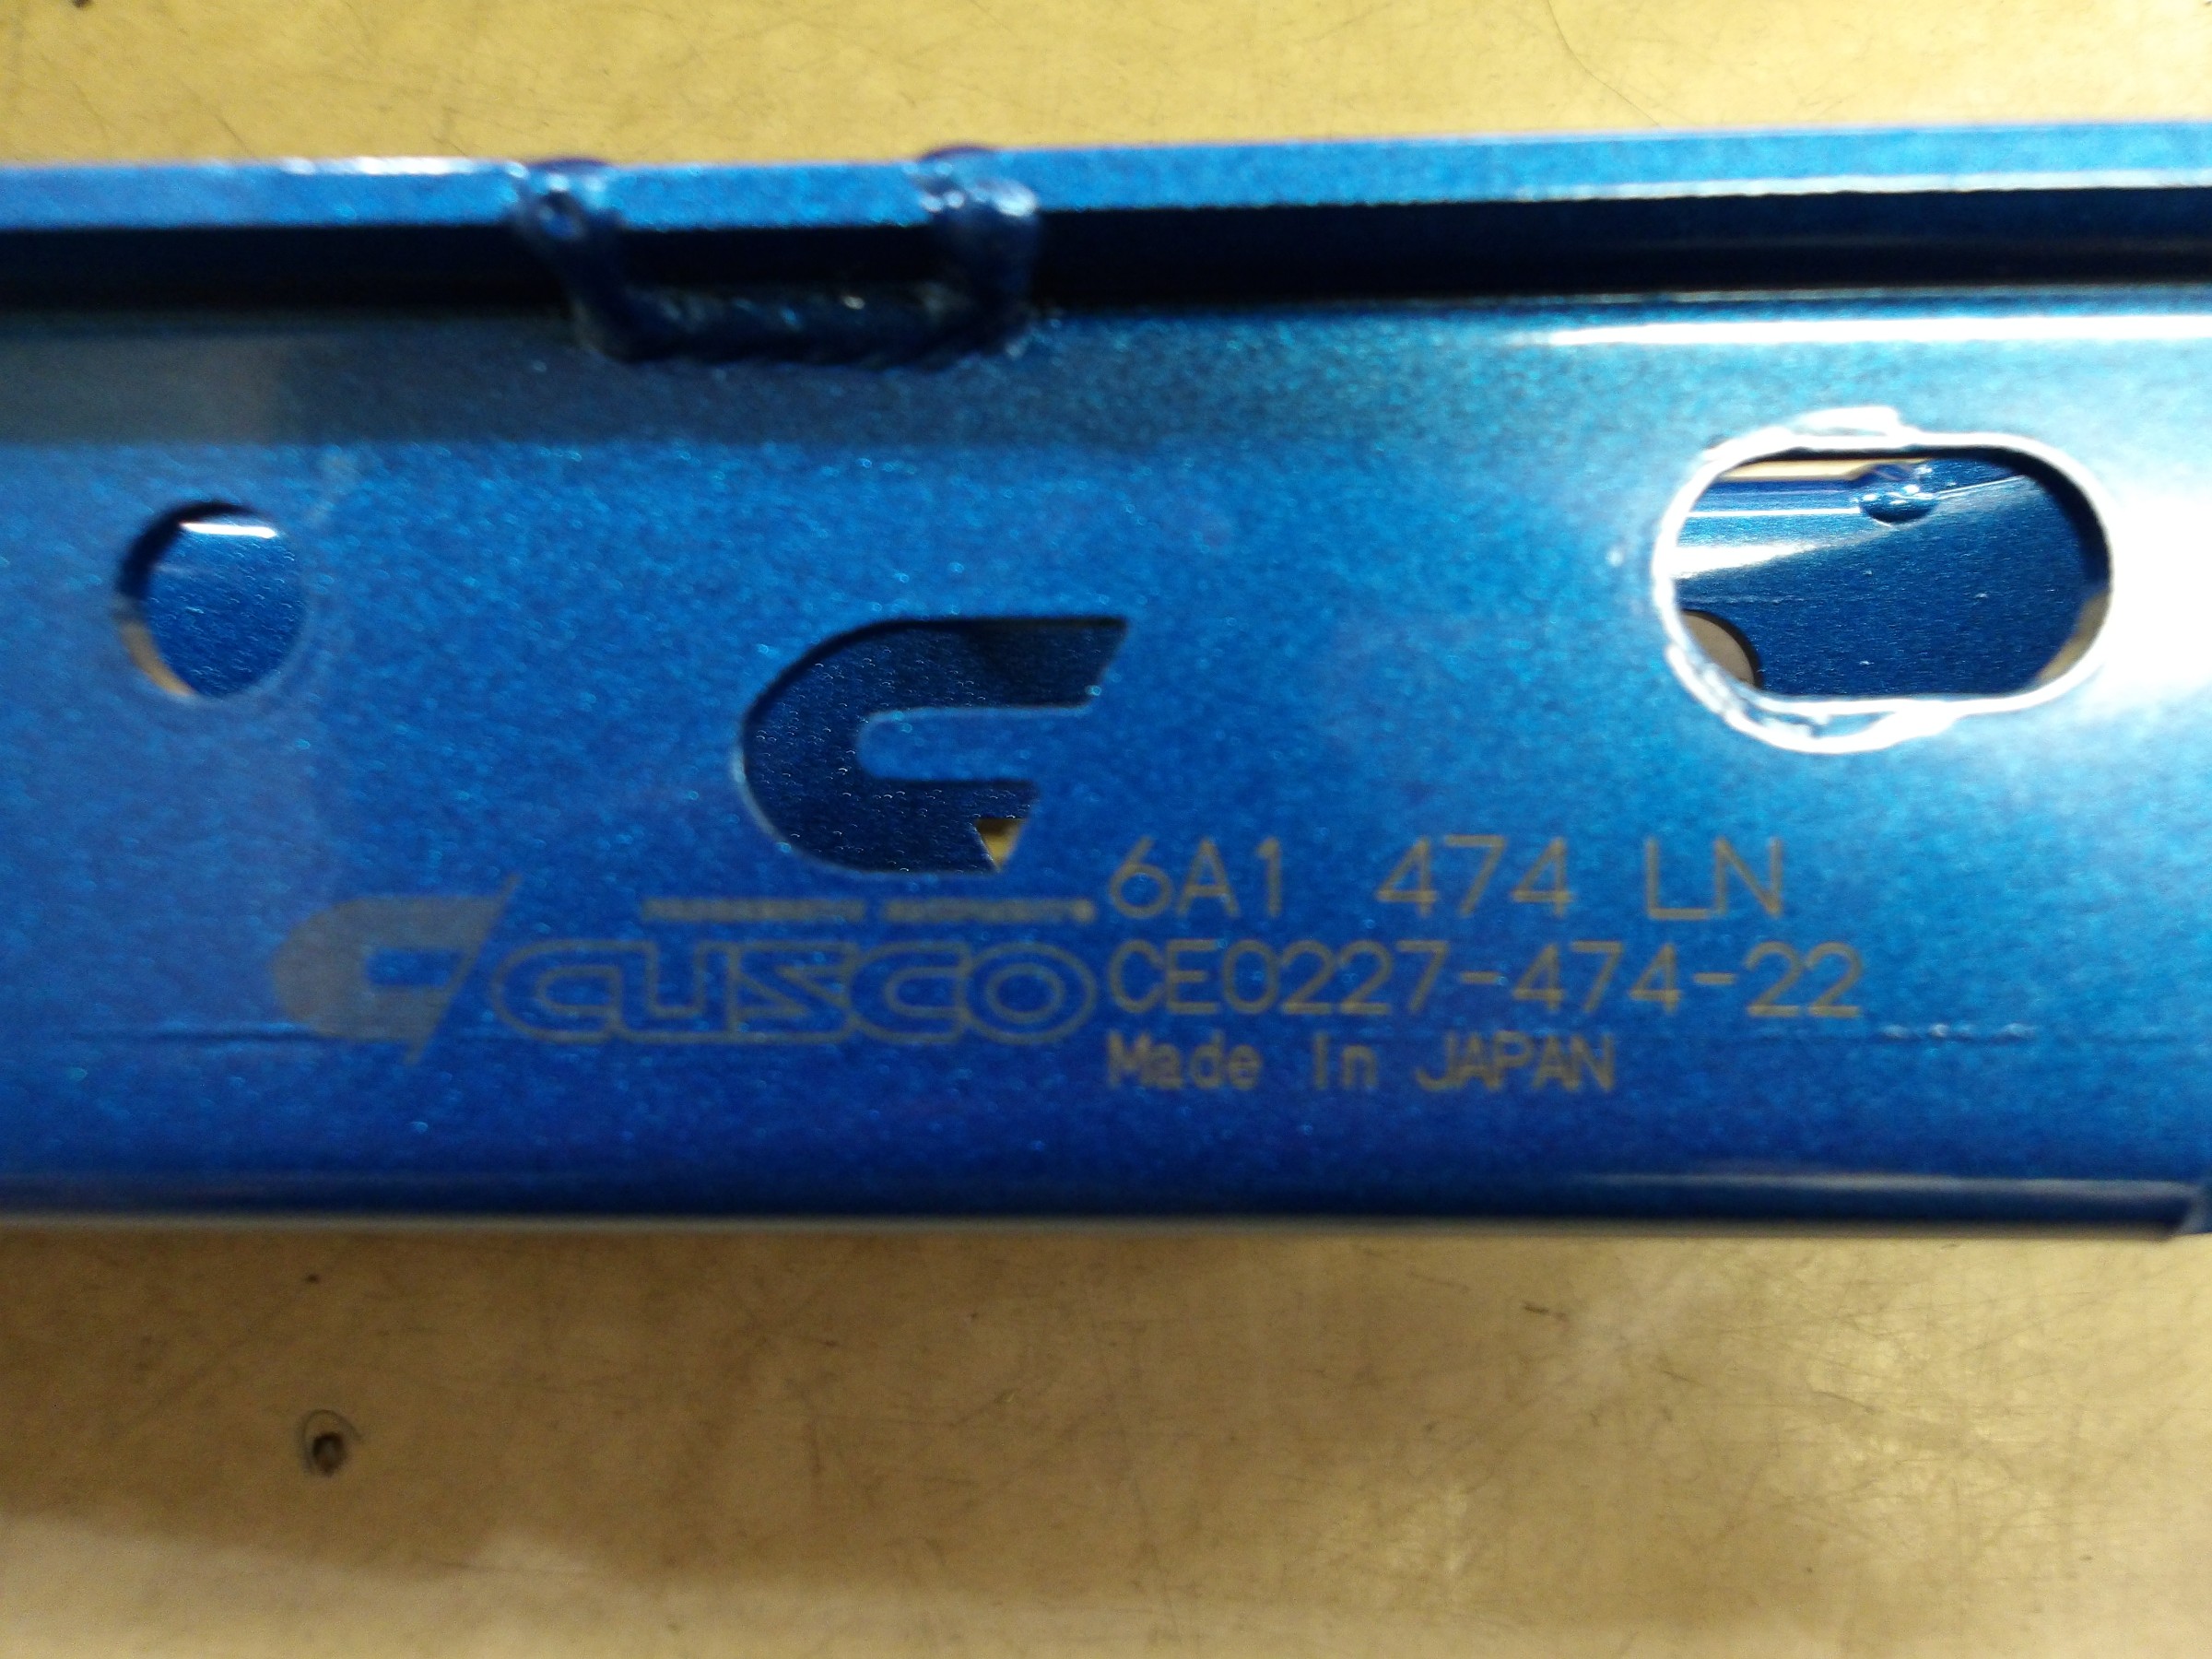 6A1 474 LN
CUSCO CE0227-474-22
Made In JAPAN